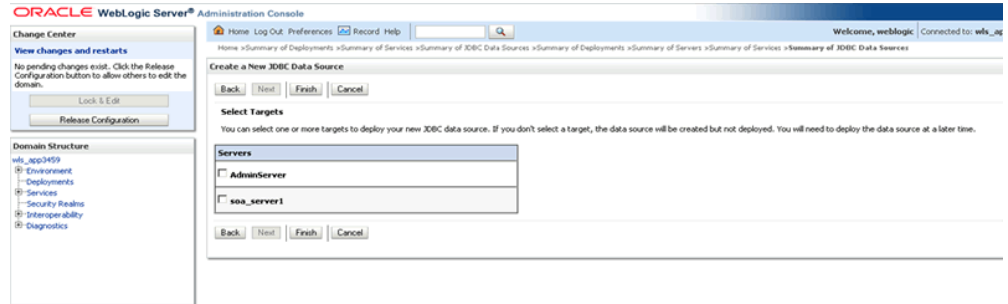 ORACLE WebLogic Server® Administration Console
Change Center
View changes and restarts
No pending changes exist. Click the Release
Configuration button to allow others to edit the
domain.
Lock & Edit
Release Configuration
Domain Structure
wls_app3459
Environment
Deployments
Services
Security Realms
Interoperability
Diagnostics
Home Log Out Preferences Record Help
Welcome, weblogic Connected to: wls_ap
Home >Summary of Deployments >Summary of Services >Summary of JDBC Data Sources >Summary of Deployments >Summary of Servers >Summary of Services >Summary of JDBC Data Sources
Create a New JDBC Data Source
Back Next Finish Cancel
Select Targets
You can select one or more targets to deploy your new JDBC data source. If you don't select a target, the data source will be created but not deployed. You will need to deploy the data source at a later time.
Servers
AdminServer
soa_server1
Back Next Finish Cancel